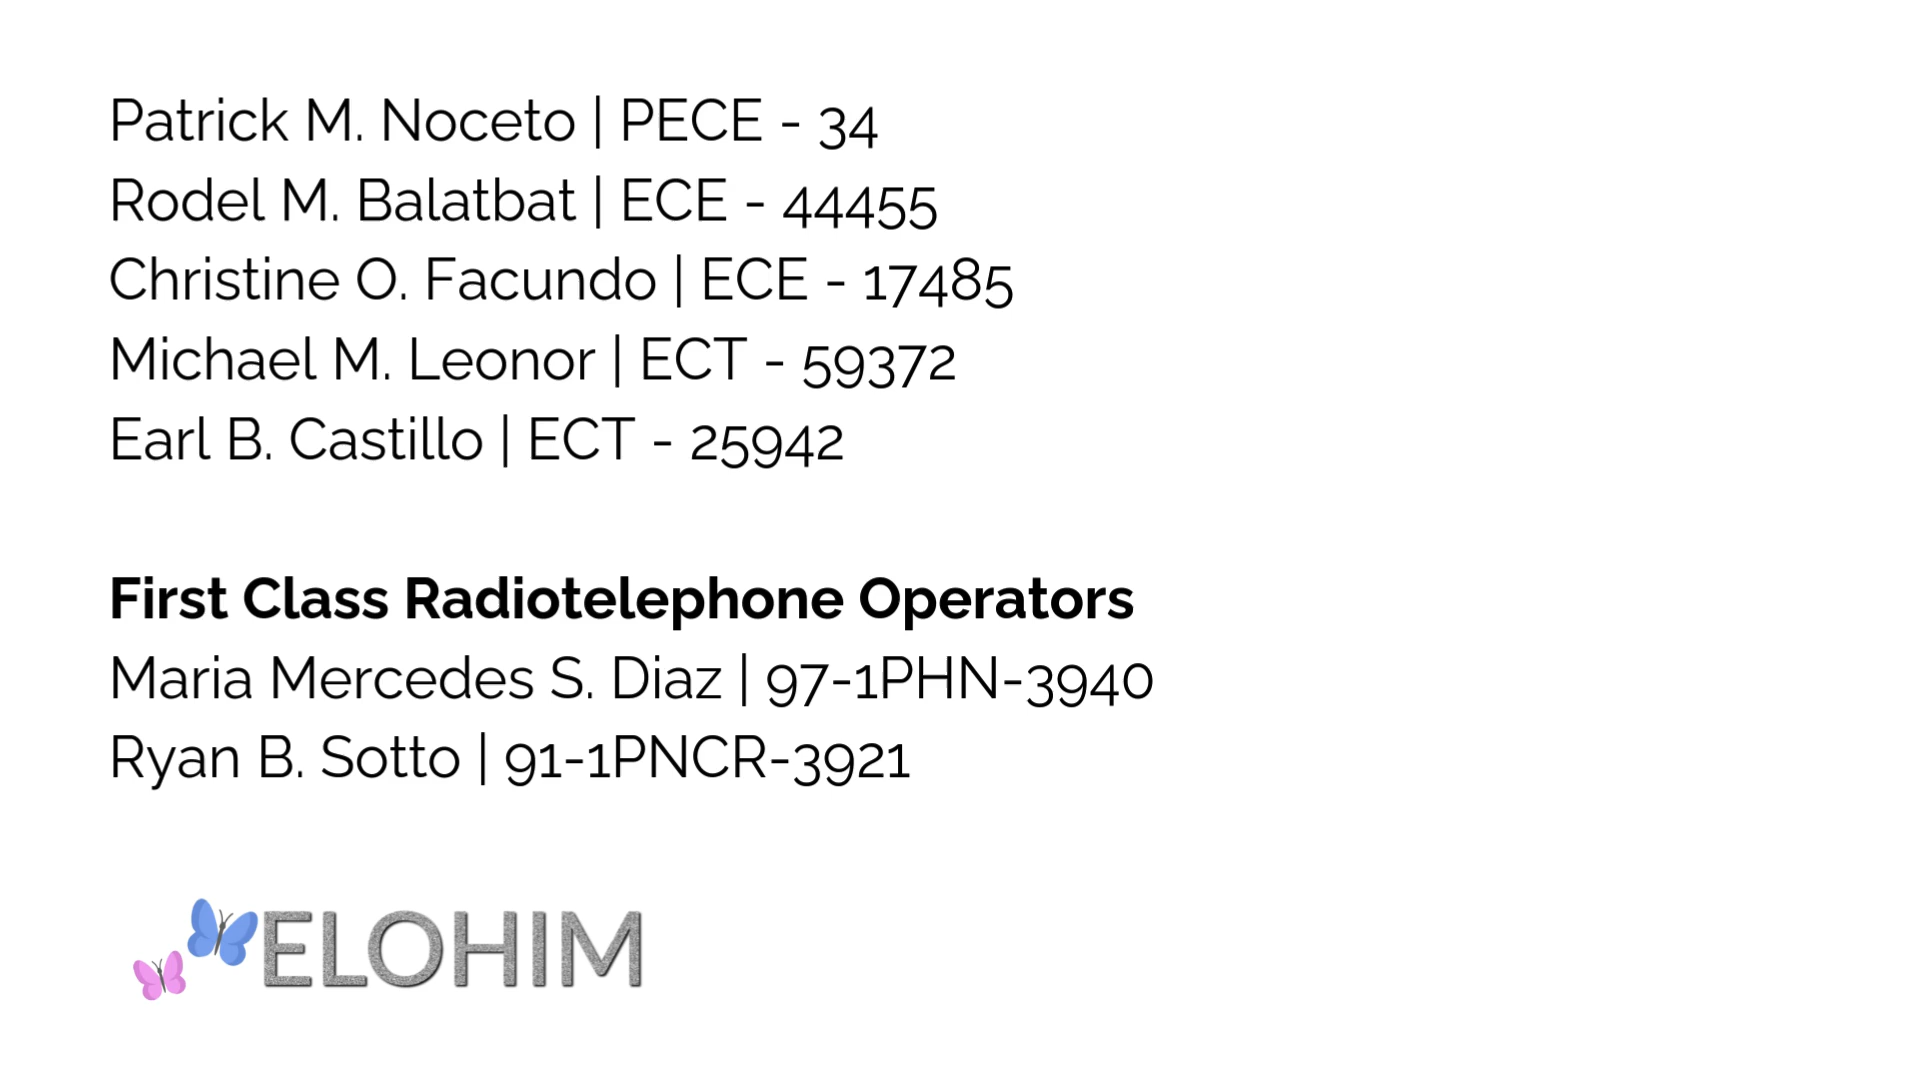 Patrick M. Noceto | PECE - 34
Rodel M. Balatbat | ECE - 44455
Christine O. Facundo | ECE - 17485
Michael M. Leonor | ECT - 59372
Earl B. Castillo | ECT - 25942
First Class Radiotelephone Operators
Maria Mercedes S. Diaz | 97-1PHN-3940
Ryan B. Sotto | 91-1PNCR-3921
ELOHIM